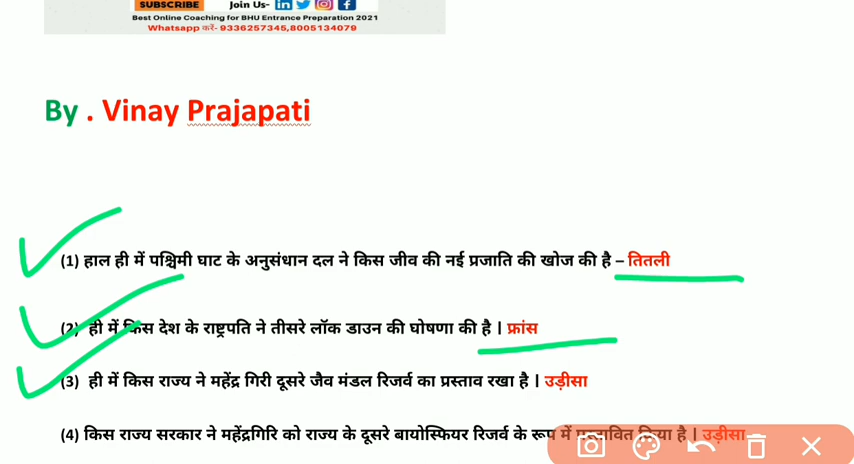 SUBSCRIBE Join Us-
Best Online Coaching for BHU Entrance Preparation 2021
Whatsapp करें- 9336257345,8005134079
By . Vinay Prajapati
(1) हाल ही में पश्चिमी घाट के अनुसंधान दल ने किस जीव की नई प्रजाति की खोज की है – तितली
(2) ही में किस देश के राष्ट्रपति ने तीसरे लॉक डाउन की घोषणा की है | फ्रांस
(3) ही में किस राज्य ने महेंद्र गिरी दूसरे जैव मंडल रिजर्व का प्रस्ताव रखा है | उड़ीसा
(4) किस राज्य सरकार ने महेंद्रगिरि को राज्य के दूसरे बायोस्फियर रिजर्व के रूप में प्रस्तावित किया है | उड़ीसा